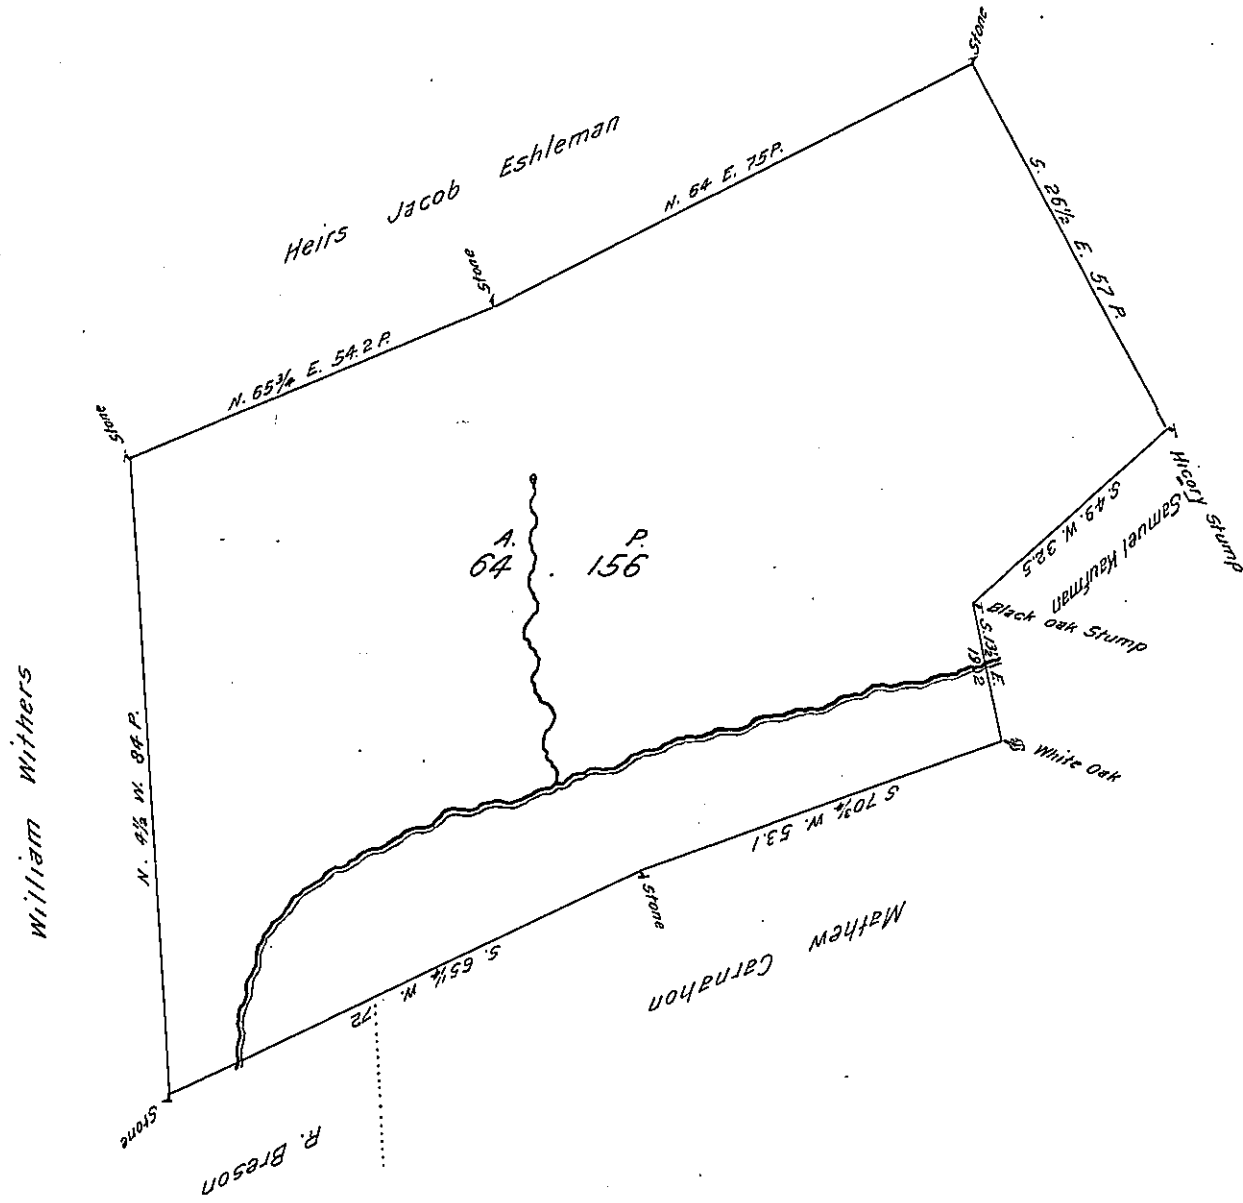 Stone
Heirs Jacob Eshleman
N. 64 E. 75 P.
S. 26½ E. 57 P.
Stone
N. 65¾ E. 54.2 P.
Stone
Hicory Stump
S. 49. W. 32.5
Samuel Kaufman
A. P.
64 . 156
Black Oak Stump
S. 13½ E.
19.2
White Oak
William Withers
N. 4½ W. 84 P.
S 70¾ W. 53.1
Stone
Mathew Carnahon
S. 65¼ W.
72
Stone
R. Breson